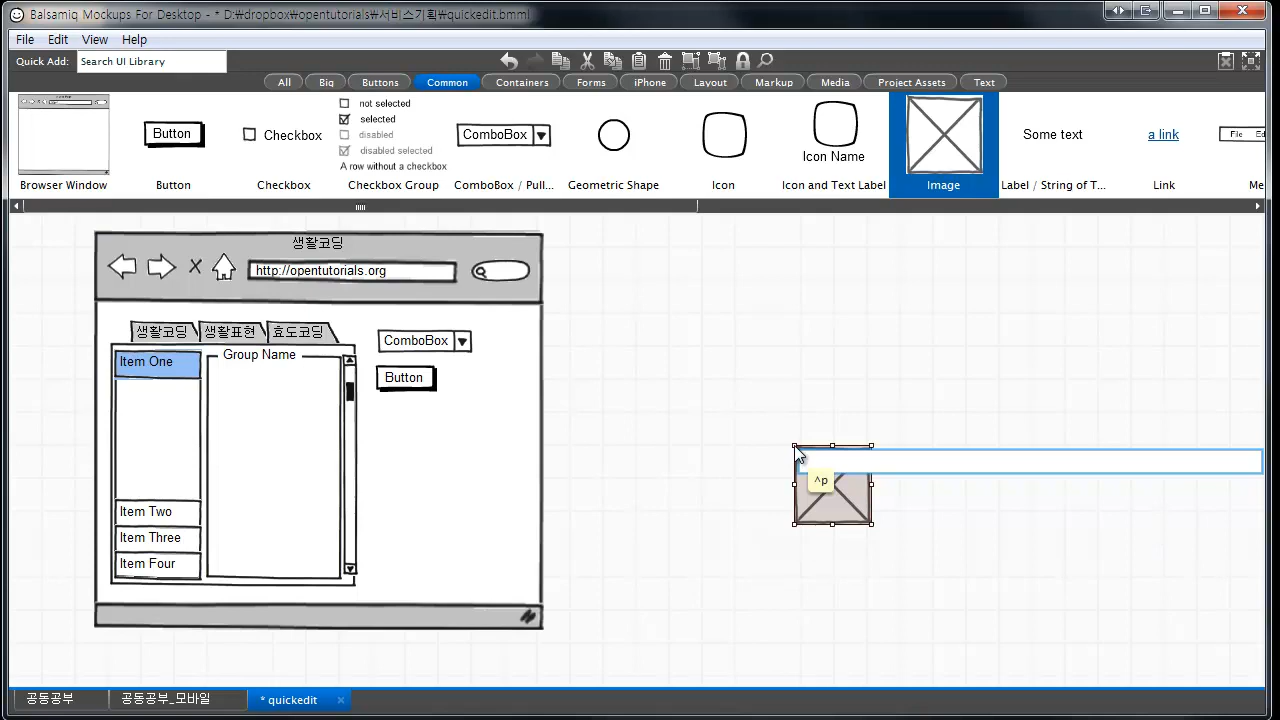 Balsamiq Mockups For Desktop - * D:₩dropbox₩opentutorials₩서비스기획₩quickedit.bmml
File Edit View Help
Quick Add: Search UI Library
All Big Buttons Common Containers Forms iPhone Layout Markup Media Project Assets Text
not selected
selected
disabled
disabled selected
A row without a checkbox
Button
Checkbox
ComboBox
Icon Name
Some text
a link
File Ed
Browser Window Button Checkbox Checkbox Group ComboBox / Pull... Geometric Shape Icon Icon and Text Label Image Label / String of T... Link Me
생활코딩
http://opentutorials.org
생활코딩 생활표현 효도코딩
ComboBox
Item One
Group Name
Button
^p
Item Two
Item Three
Item Four
공동공부 공동공부_모바일 * quickedit